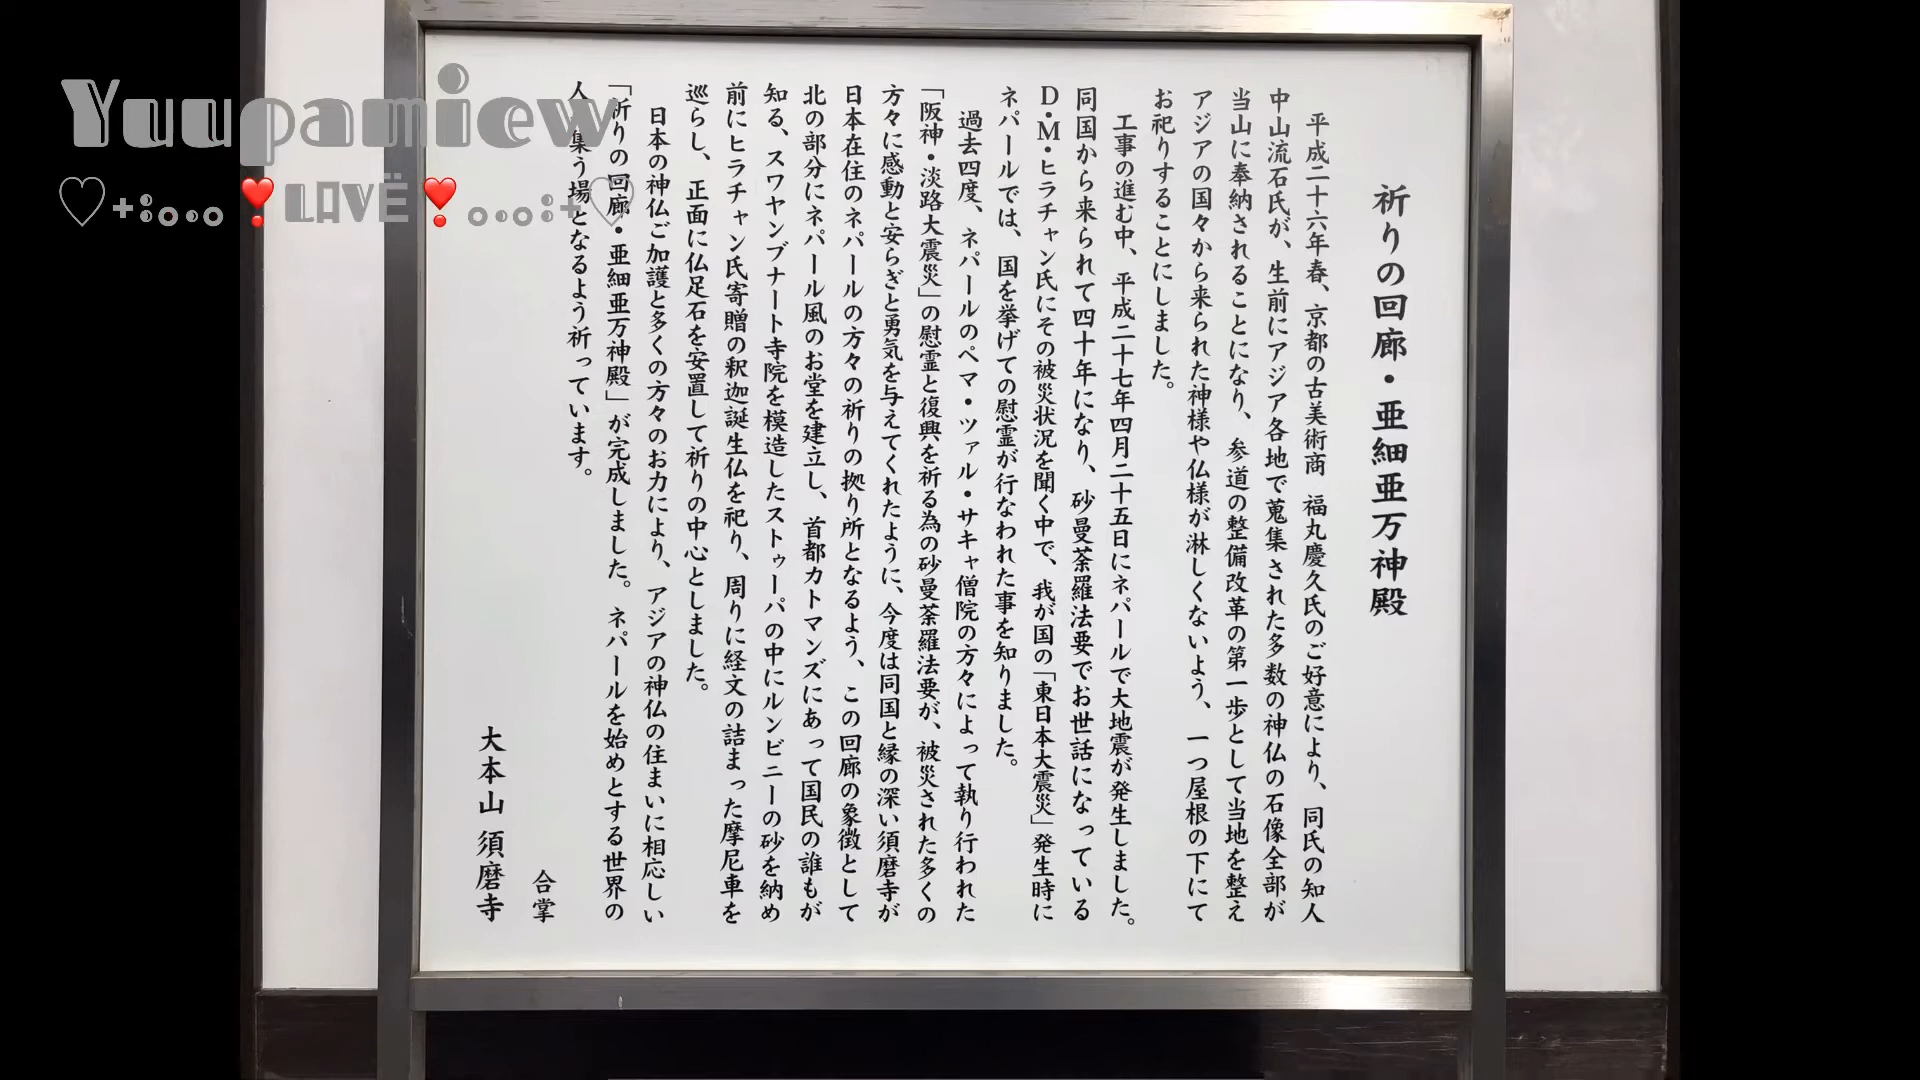 Yuupamiew
♡+:｡.｡❣LAVË❣｡.｡:+♡
祈りの回廊・亜細亜万神殿
平成二十六年春、京都の古美術商　福丸慶久氏のご好意により、同氏の知人
中山流石氏が、生前にアジア各地で蒐集された多数の神仏の石像全部が
当山に奉納されることになり、参道の整備改革の第一歩として当地を整え
アジアの国々から来られた神様や仏様が淋しくないよう、一つ屋根の下にて
お祀りすることにしました。
工事の進む中、平成二十七年四月二十五日にネパールで大地震が発生しました。
同国から来られて四十年になり、砂曼荼羅法要でお世話になっている
D・M・ヒラチャン氏にその被災状況を聞く中で、我が国の「東日本大震災」発生時に
ネパールでは、国を挙げての慰霊が行なわれた事を知りました。
過去四度、ネパールのペマ・ツァル・サキャ僧院の方々によって執り行われた
「阪神・淡路大震災」の慰霊と復興を祈る為の砂曼荼羅法要が、被災された多くの
方々に感動と安らぎと勇気を与えてくれたように、今度は同国と縁の深い須磨寺が
日本在住のネパールの方々の祈りの拠り所となるよう、この回廊の象徴として
北の部分にネパール風のお堂を建立し、首都カトマンズにあって国民の誰もが
知る、スワヤンブナート寺院を模造したストゥーパの中にルンビニーの砂を納め
前にヒラチャン氏寄贈の釈迦誕生仏を祀り、周りに経文の詰まった摩尼車を
巡らし、正面に仏足石を安置して祈りの中心としました。
日本の神仏ご加護と多くの方々のお力により、アジアの神仏の住まいに相応しい
「祈りの回廊・亜細亜万神殿」が完成しました。ネパールを始めとする世界の
人 集う場となるよう祈っています。
合掌
大本山 須磨寺